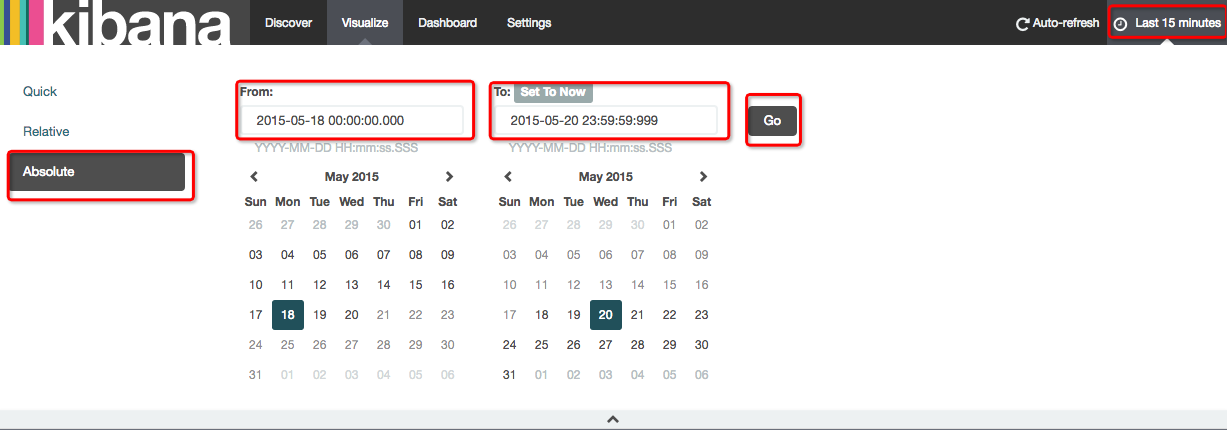 kibana Discover Visualize Dashboard Settings Auto-refresh Last 15 minutes
Quick
Relative
Absolute
From:
2015-05-18 00:00:00.000
YYYY-MM-DD HH:mm:ss.SSS
May 2015
Sun Mon Tue Wed Thu Fri Sat
26 27 28 29 30 01 02
03 04 05 06 07 08 09
10 11 12 13 14 15 16
17 18 19 20 21 22 23
24 25 26 27 28 29 30
31 01 02 03 04 05 06
To: Set To Now
2015-05-20 23:59:59:999
YYYY-MM-DD HH:mm:ss.SSS
May 2015
Sun Mon Tue Wed Thu Fri Sat
26 27 28 29 30 01 02
03 04 05 06 07 08 09
10 11 12 13 14 15 16
17 18 19 20 21 22 23
24 25 26 27 28 29 30
31 01 02 03 04 05 06
Go